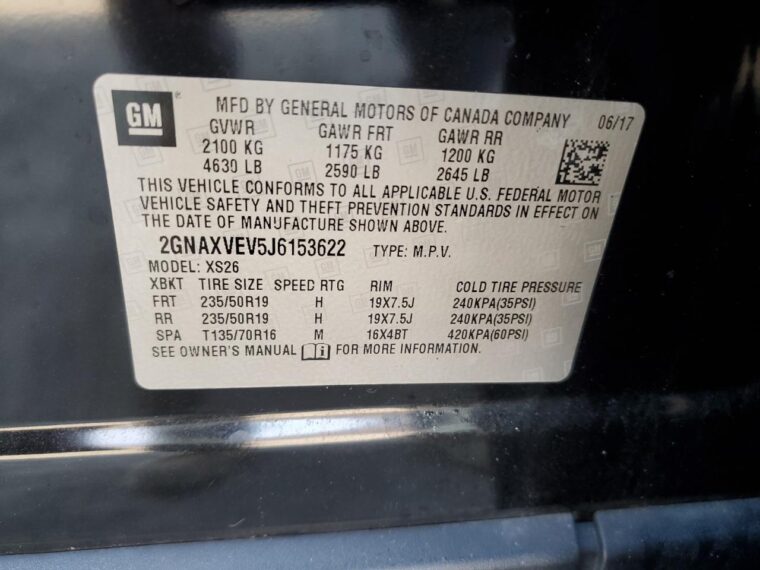 GM MFD BY GENERAL MOTORS OF CANADA COMPANY 06/17
GVWR GAWR FRT GAWR RR
2100 KG 1175 KG 1200 KG
4630 LB 2590 LB 2645 LB
THIS VEHICLE CONFORMS TO ALL APPLICABLE U.S. FEDERAL MOTOR
VEHICLE SAFETY AND THEFT PREVENTION STANDARDS IN EFFECT ON
THE DATE OF MANUFACTURE SHOWN ABOVE.
2GNAXVEV5J6153622 TYPE: M.P.V.
MODEL: XS26
XBKT TIRE SIZE SPEED RTG RIM COLD TIRE PRESSURE
FRT 235/50R19 H 19X7.5J 240KPA(35PSI)
RR 235/50R19 H 19X7.5J 240KPA(35PSI)
SPA T135/70R16 M 16X4BT 420KPA(60PSI)
SEE OWNER'S MANUAL FOR MORE INFORMATION.